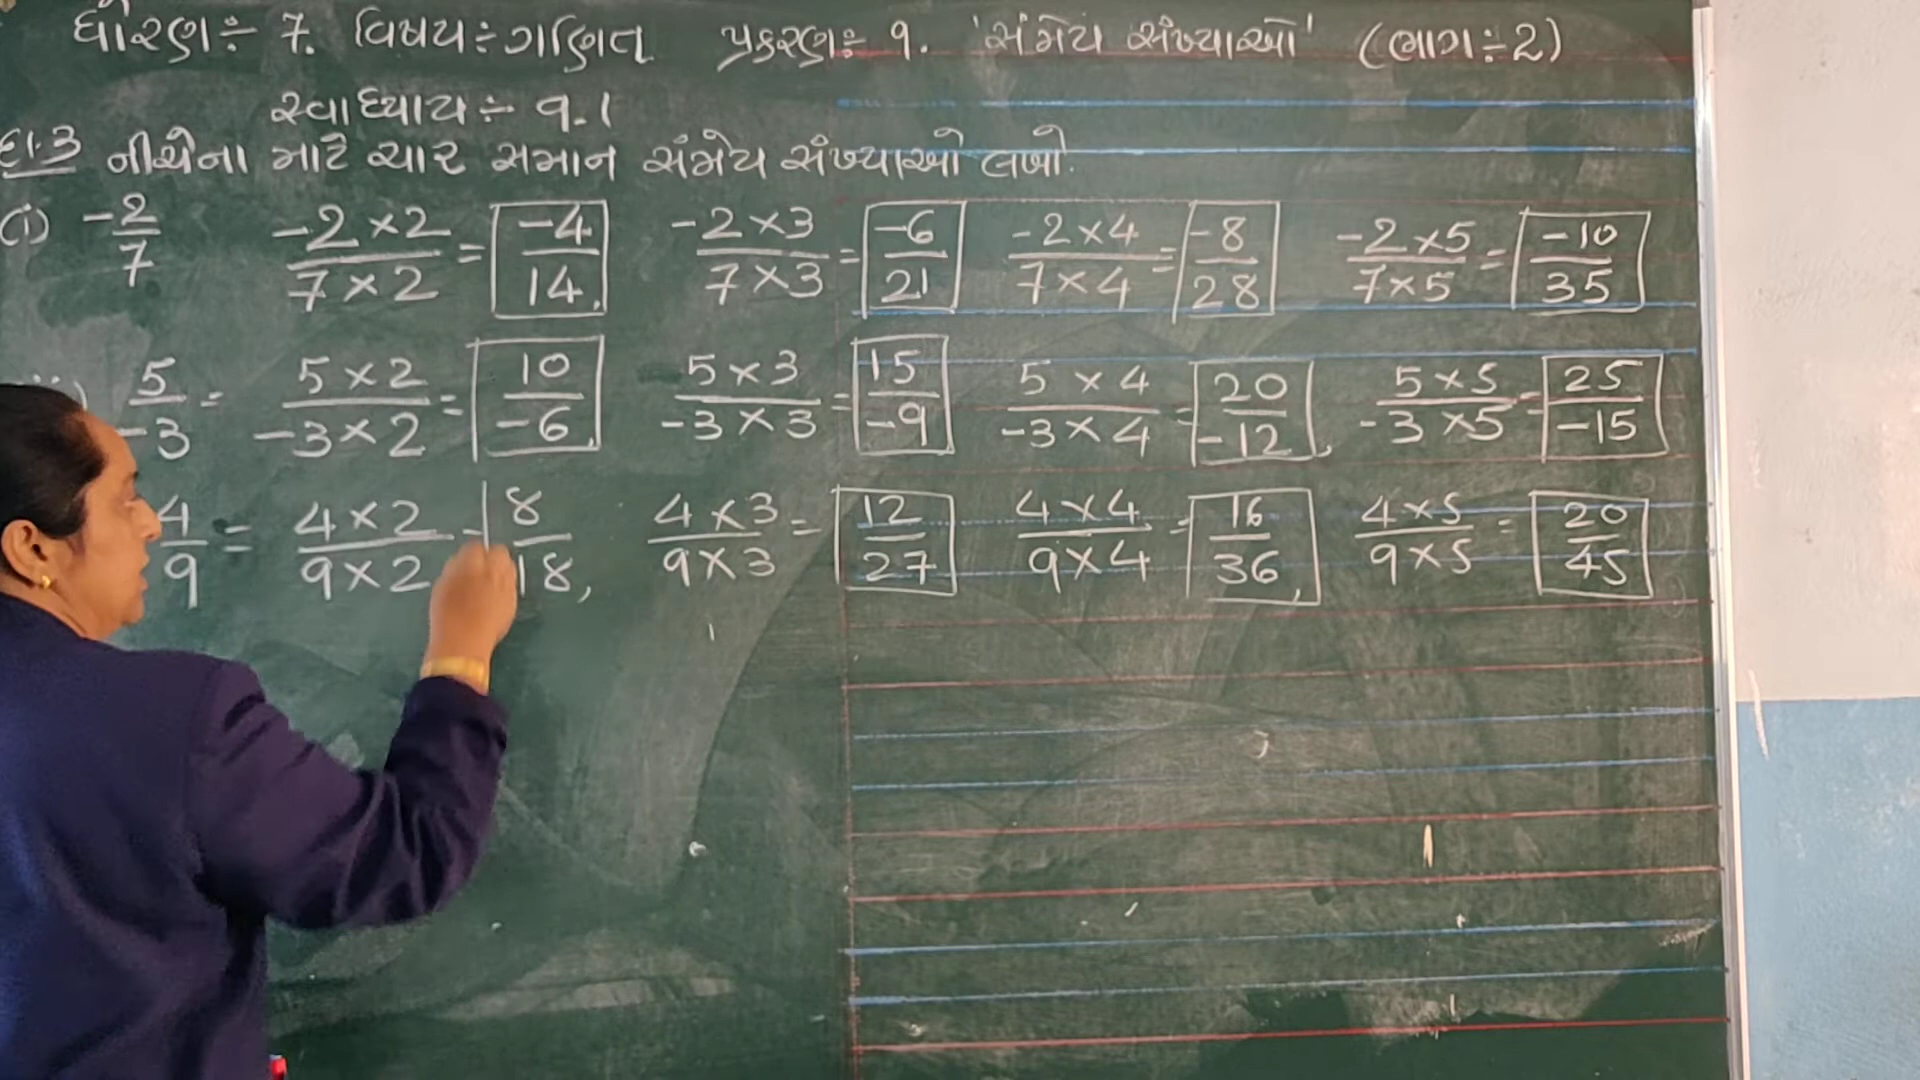 ધોરણ÷ 7. વિષય÷ગણિત પ્રકરણ÷ ૧. 'સંમેય સંખ્યાઓ' (ભાગ÷2)
સ્વાધ્યાય÷ ૧.1
દા.3 નીચેના માટે ચાર સમાન સંમેય સંખ્યાઓ લખો.
(i) -2/7 -2×2/7×2 = -4/14, -2×3/7×3 = -6/21 -2×4/7×4 = -8/28 -2×5/7×5 = -10/35
5/-3 = 5×2/-3×2 = 10/-6, 5×3/-3×3 = 15/-9 5×4/-3×4 = 20/-12, 5×5/-3×5 = 25/-15
4/9 = 4×2/9×2 = 8/18, 4×3/9×3 = 12/27 4×4/9×4 = 16/36, 4×5/9×5 = 20/45